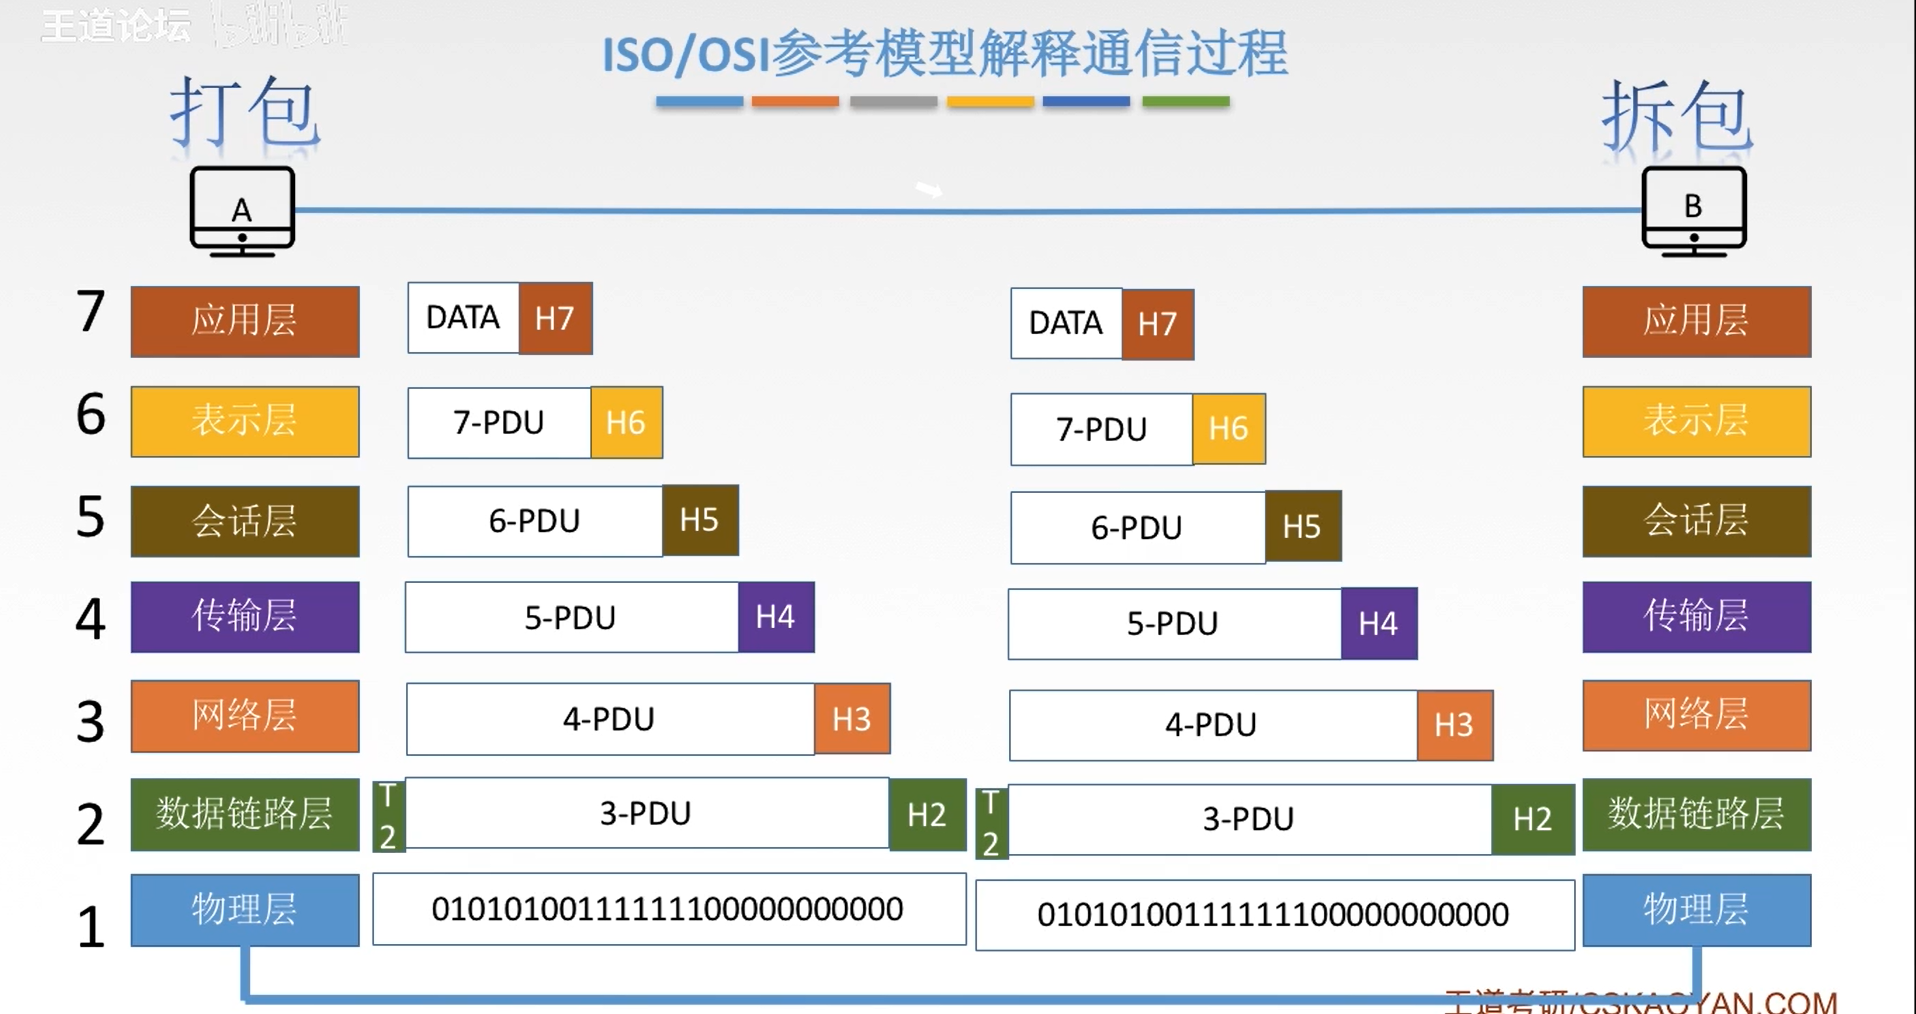 王道论坛 bilibili
ISO/OSI参考模型解释通信过程
打包
拆包
A
B
7 应用层 DATA H7 DATA H7 应用层
6 表示层 7-PDU H6 7-PDU H6 表示层
5 会话层 6-PDU H5 6-PDU H5 会话层
4 传输层 5-PDU H4 5-PDU H4 传输层
3 网络层 4-PDU H3 4-PDU H3 网络层
2 数据链路层 T2 3-PDU H2 T2 3-PDU H2 数据链路层
1 物理层 01010100111111100000000000 01010100111111100000000000 物理层
王道考研/CSKAOYAN.COM